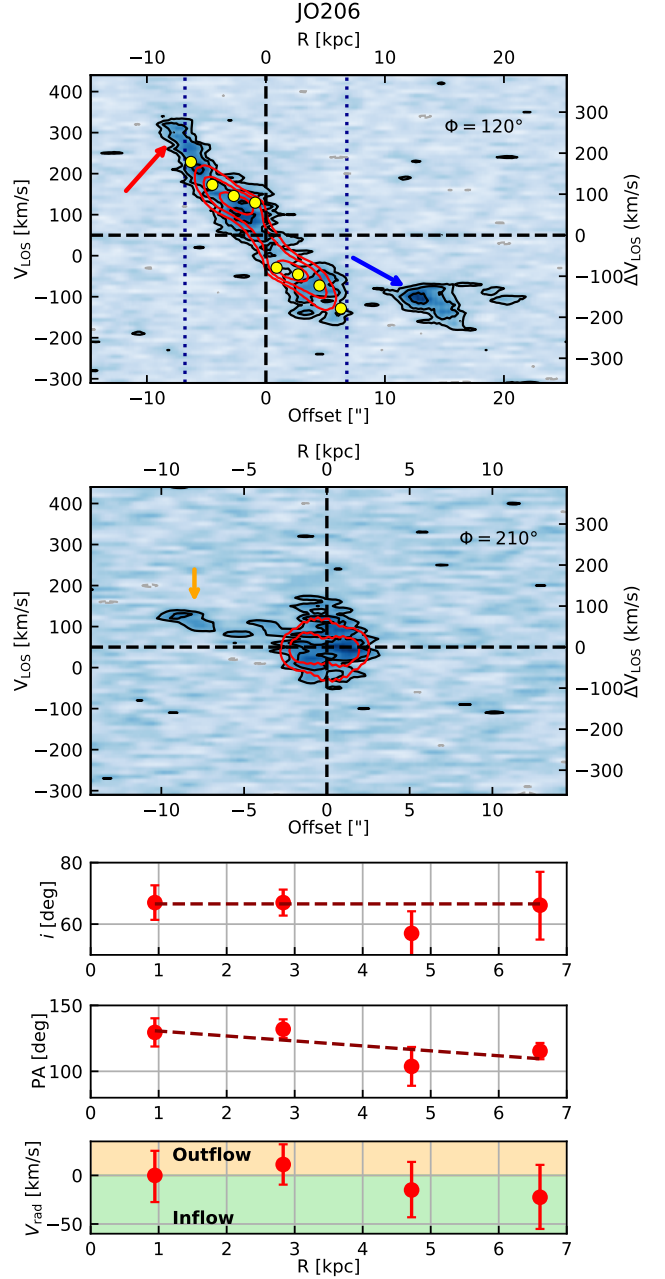 JO206
R [kpc]
−10 0 10 20
400 300 200 100 0 −100 −200 −300
V_LOS [km/s]
Φ = 120°
300 200 100 0 −100 −200 −300
ΔV_LOS (km/s)
−10 0 10 20
Offset ["]
R [kpc]
−10 −5 0 5 10
400 300 200 100 0 −100 −200 −300
V_LOS [km/s]
Φ = 210°
300 200 100 0 −100 −200 −300
ΔV_LOS (km/s)
−10 −5 0 5 10
Offset ["]
80
60
i [deg]
0 1 2 3 4 5 6 7
150
100
PA [deg]
0 1 2 3 4 5 6 7
Outflow
0
V_rad [km/s]
Inflow
−50
0 1 2 3 4 5 6 7
R [kpc]